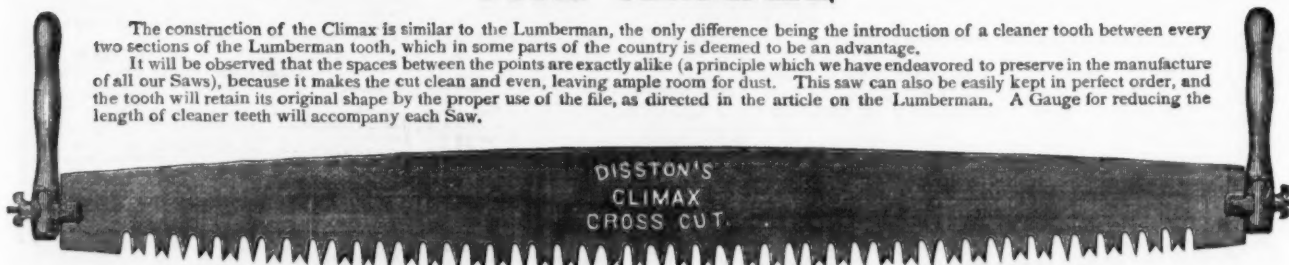 The construction of the Climax is similar to the Lumberman, the only difference being the introduction of a cleaner tooth between every
two sections of the Lumberman tooth, which in some parts of the country is deemed to be an advantage.
It will be observed that the spaces between the points are exactly alike (a principle which we have endeavored to preserve in the manufacture
of all our Saws), because it makes the cut clean and even, leaving ample room for dust. This saw can also be easily kept in perfect order, and
the tooth will retain its original shape by the proper use of the file, as directed in the article on the Lumberman. A Gauge for reducing the
length of cleaner teeth will accompany each Saw.
DISSTON'S
CLIMAX
CROSS CUT.